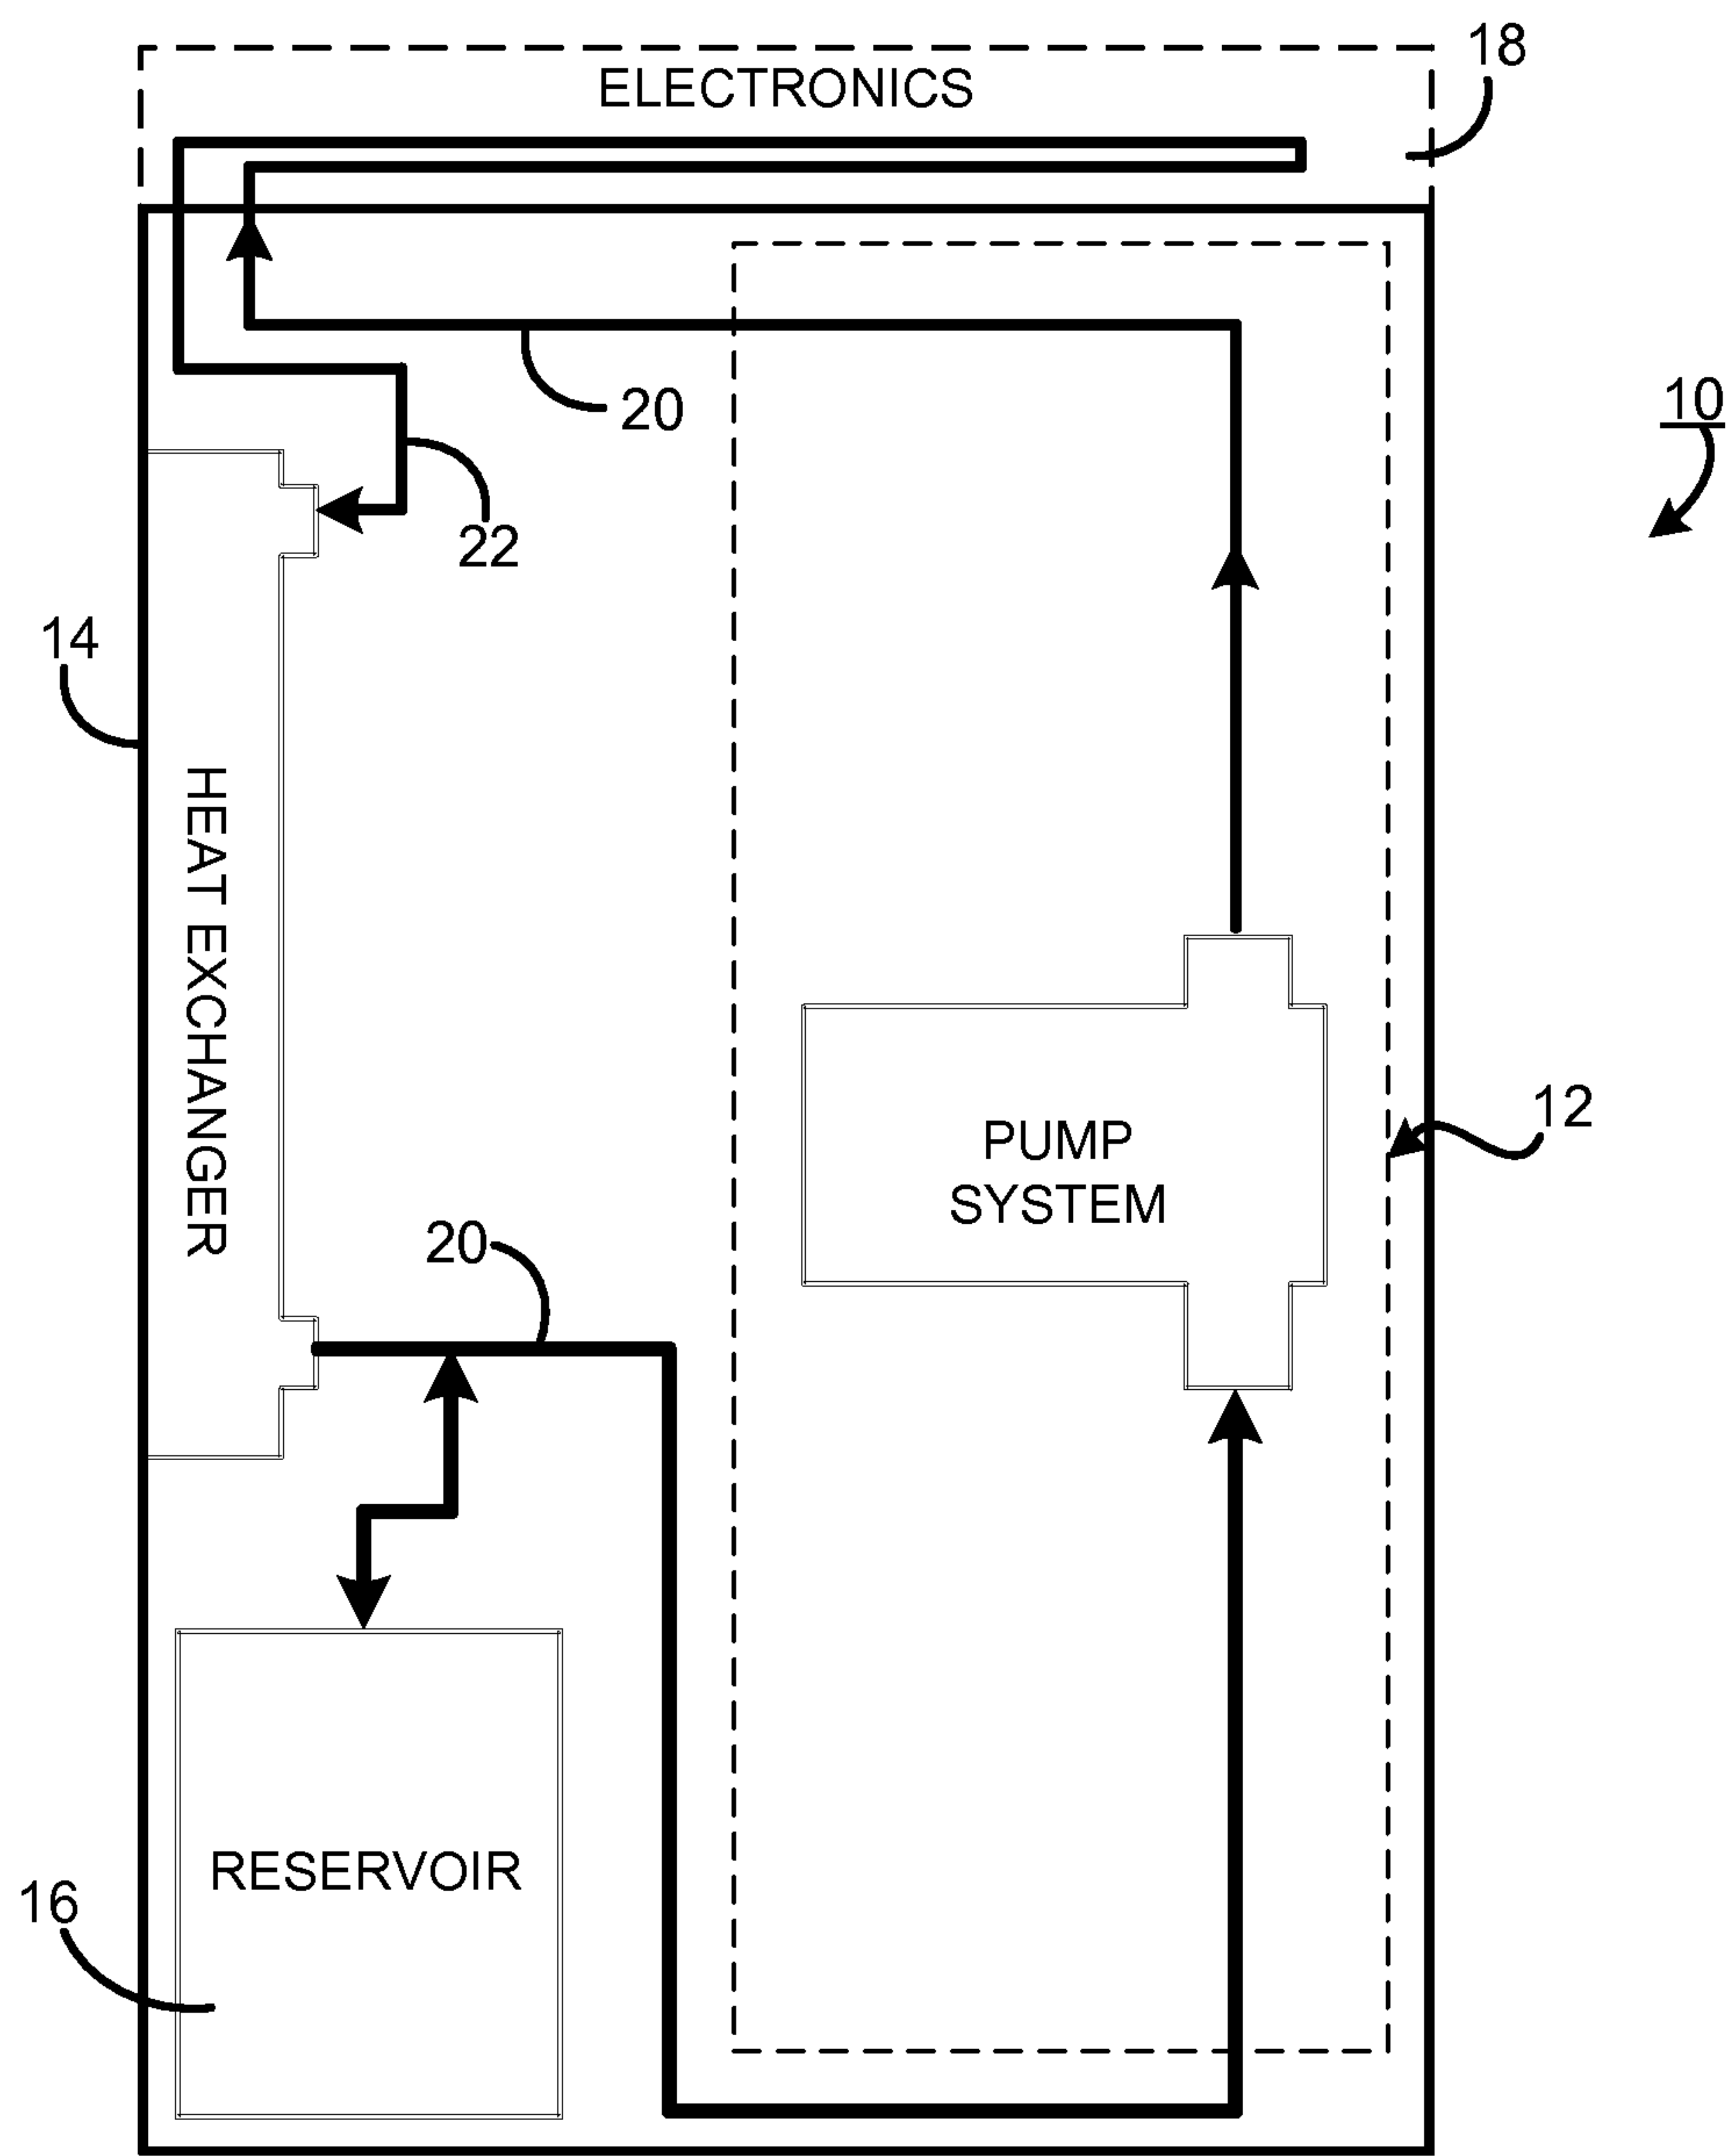 18
ELECTRONICS
20
10
22
14
HEAT EXCHANGER
12
PUMP
SYSTEM
20
RESERVOIR
16